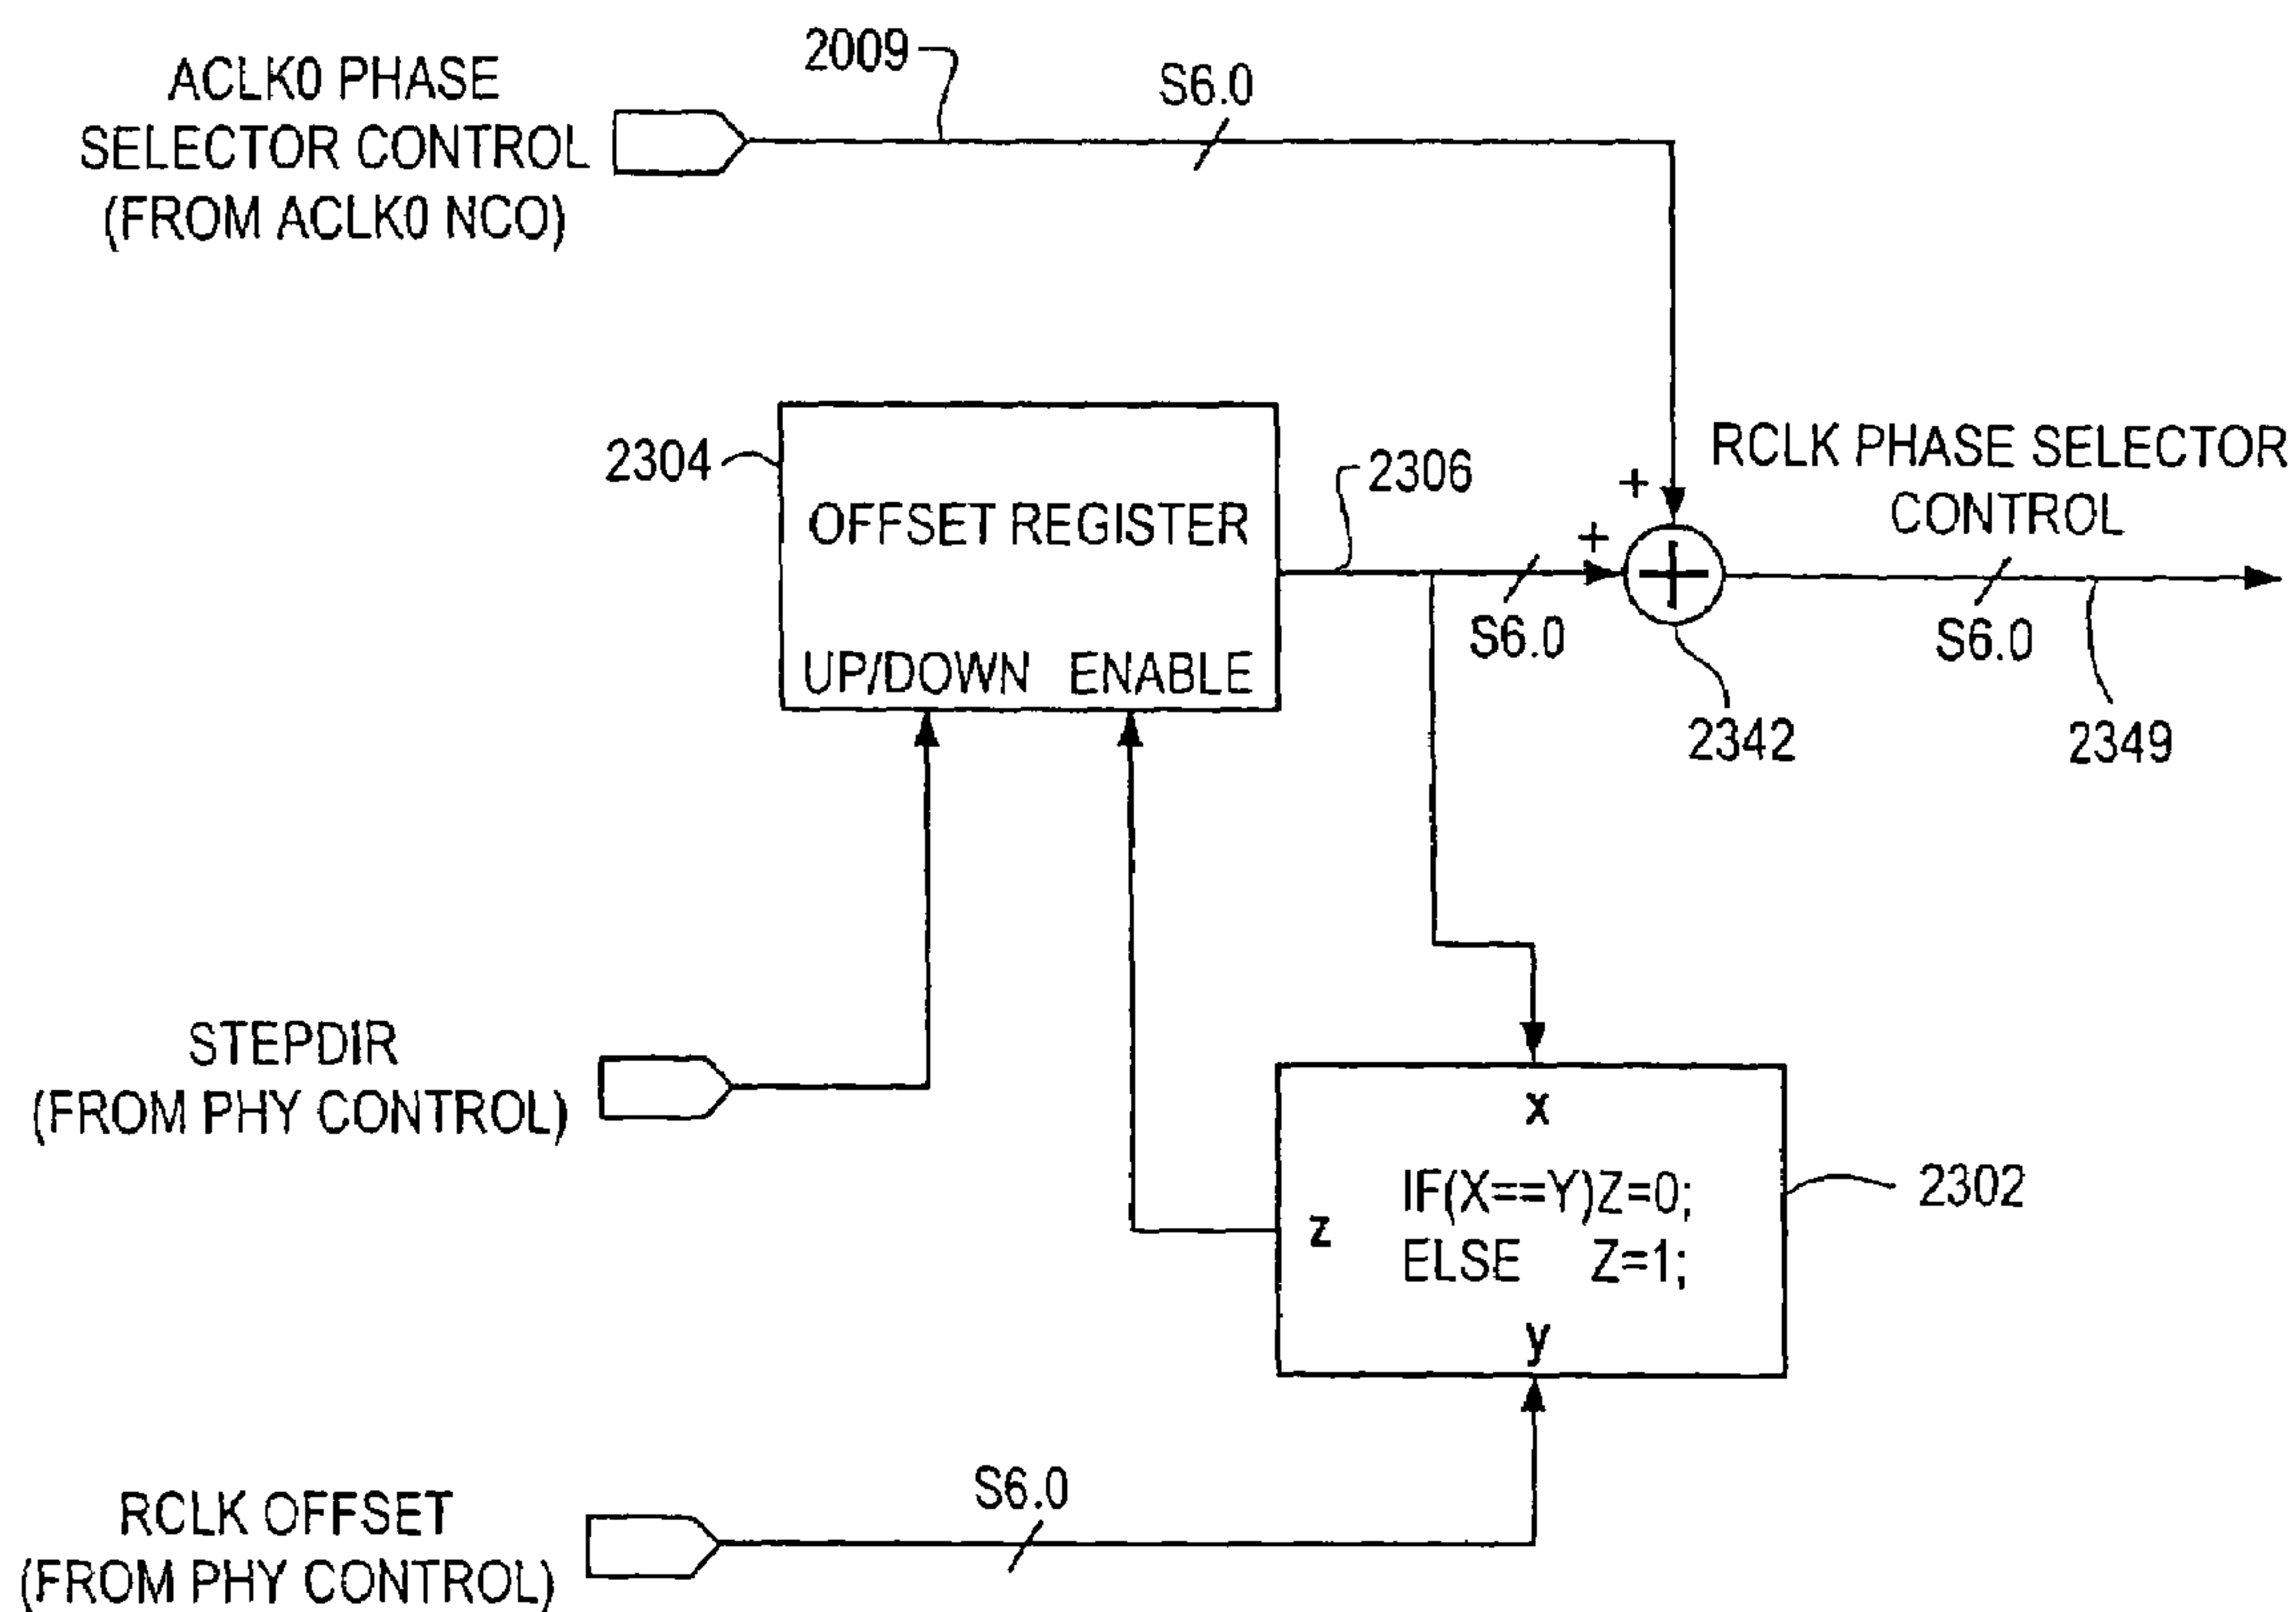 2009
S6.0
ACLK0 PHASE
SELECTOR CONTROL
(FROM ACLK0 NCO)
2304
OFFSET REGISTER
UP/DOWN ENABLE
2306
+
+
+
S6.0
RCLK PHASE SELECTOR
CONTROL
S6.0
2342
2349
STEPDIR
(FROM PHY CONTROL)
x
IF(X==Y)Z=0;
z
ELSE Z=1;
y
2302
S6.0
RCLK OFFSET
(FROM PHY CONTROL)